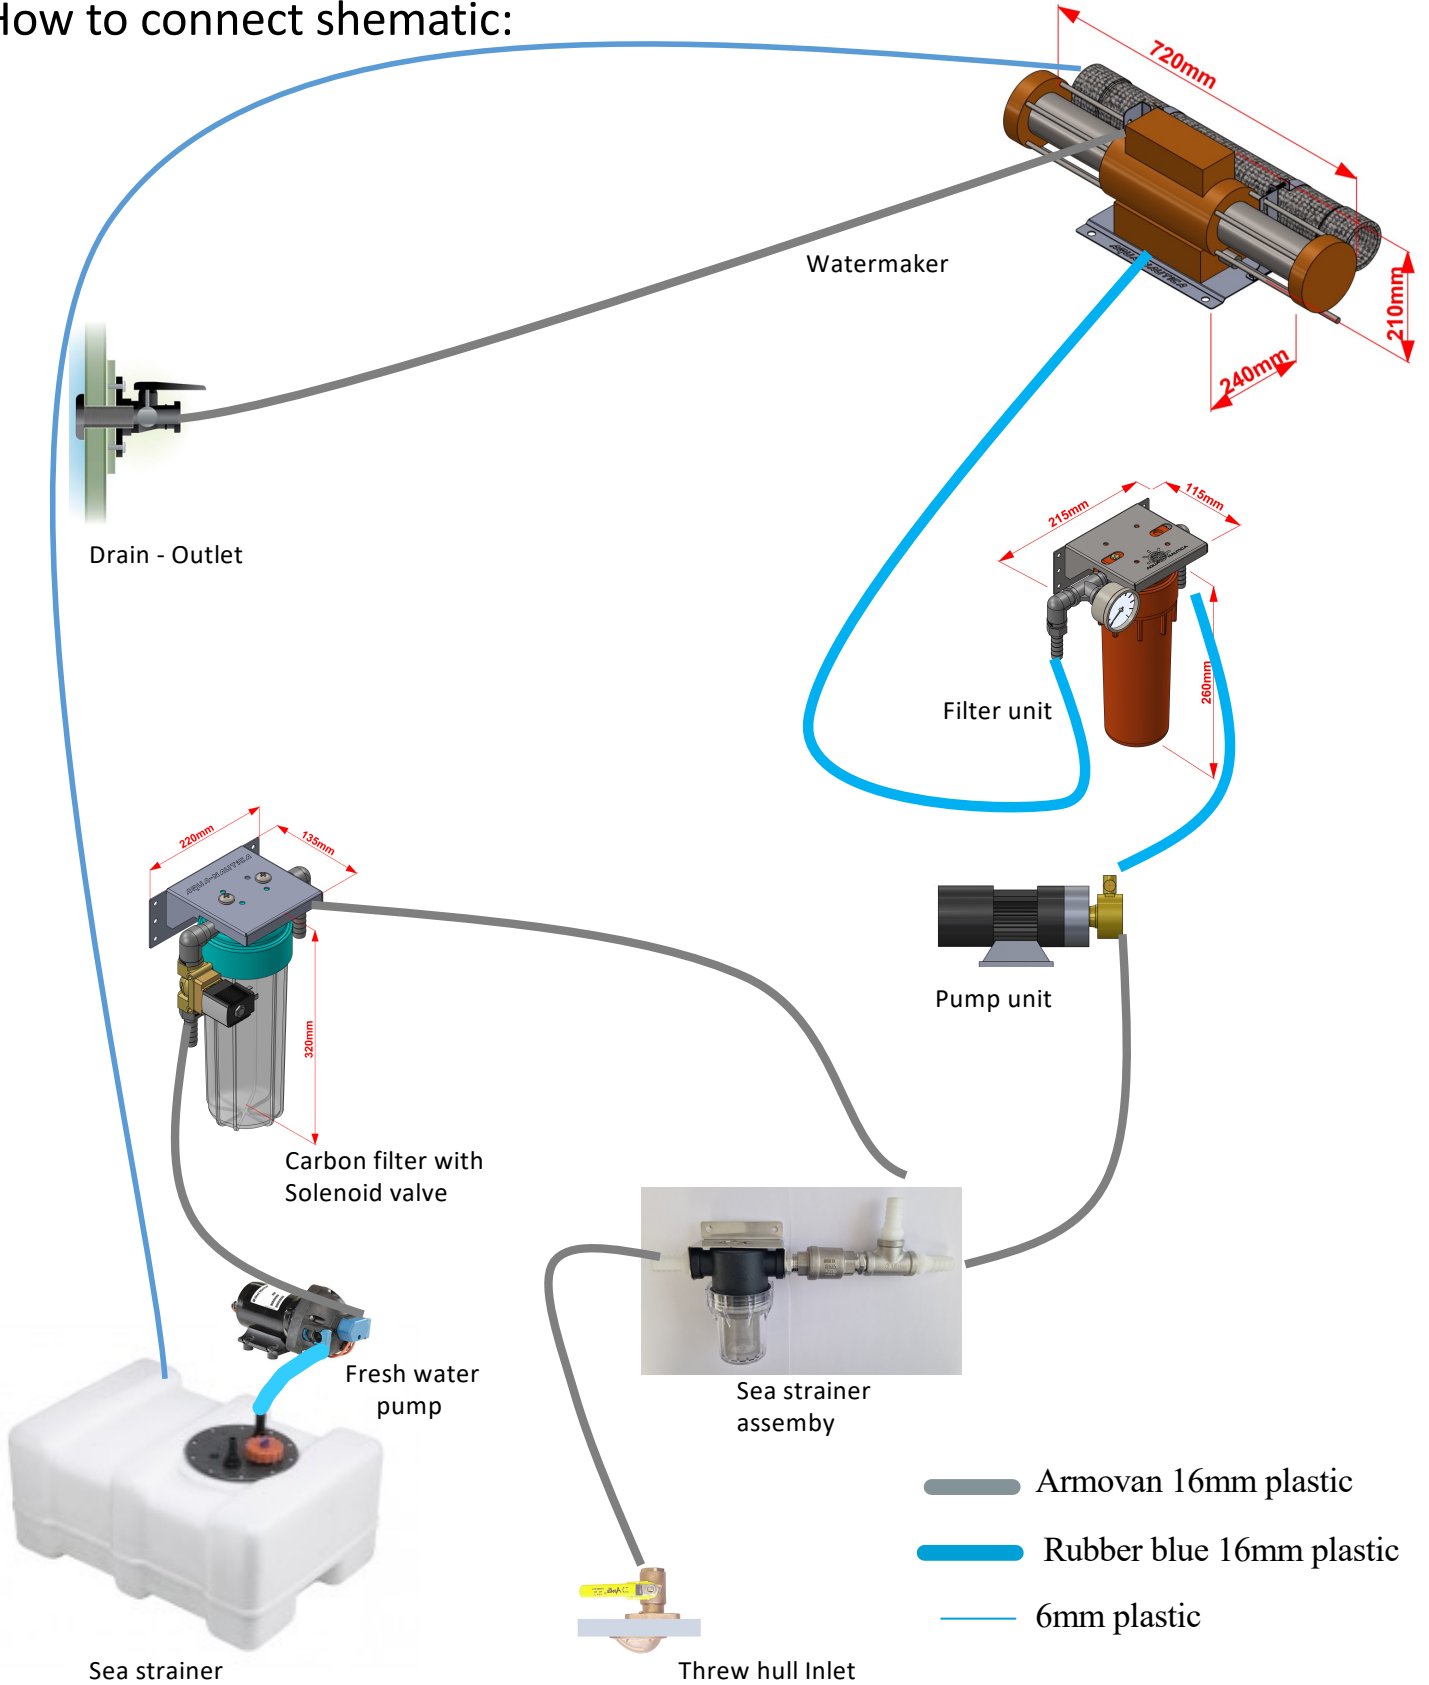 How to connect shematic:
720mm
Watermaker
210mm
240mm
Drain - Outlet
215mm
115mm
260mm
Filter unit
220mm
135mm
AQUA-NAUTICA
320mm
Pump unit
Carbon filter with
Solenoid valve
Fresh water
pump
Sea strainer
assemby
Armovan 16mm plastic
Rubber blue 16mm plastic
6mm plastic
Sea strainer
Threw hull Inlet